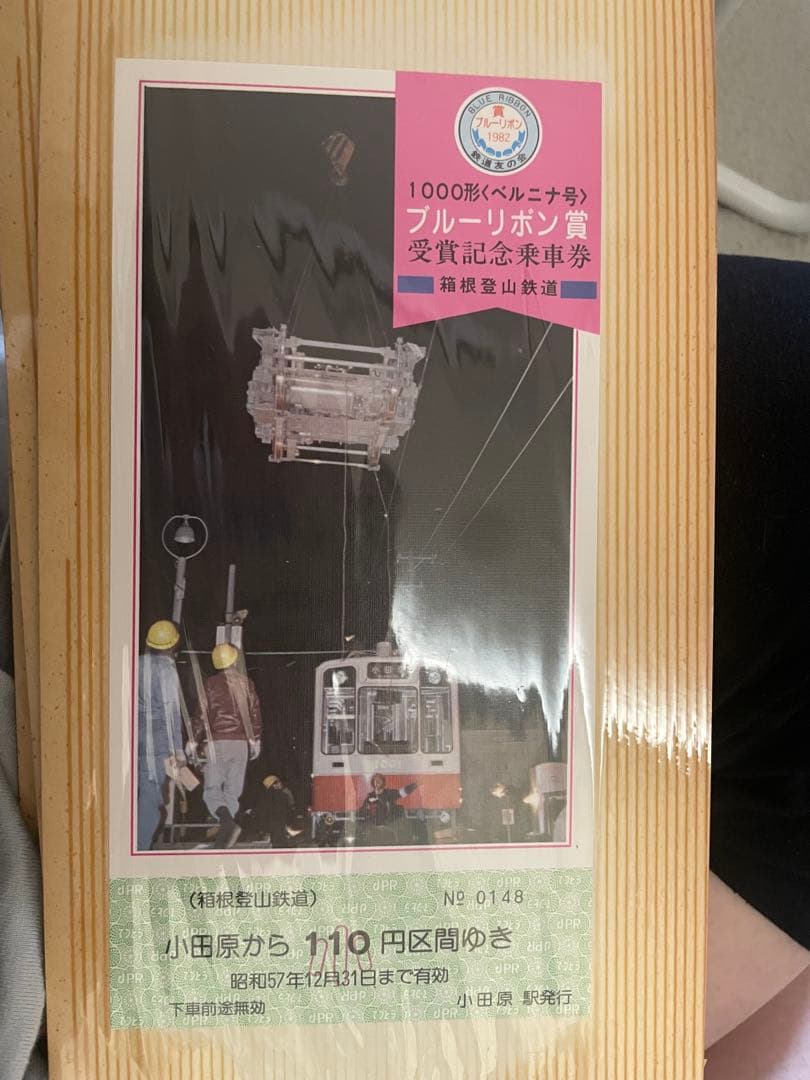 BLUE RIBBON
賞
ブルーリボン
1982
鉄道友の会
1000形〈ベルニナ号〉
ブルーリボン賞
受賞記念乗車券
箱根登山鉄道
小田原
1001
(箱根登山鉄道)
№ 0148
小田原から 110 円区間ゆき
昭和57年12月31日まで有効
下車前途無効
小田原 駅発行